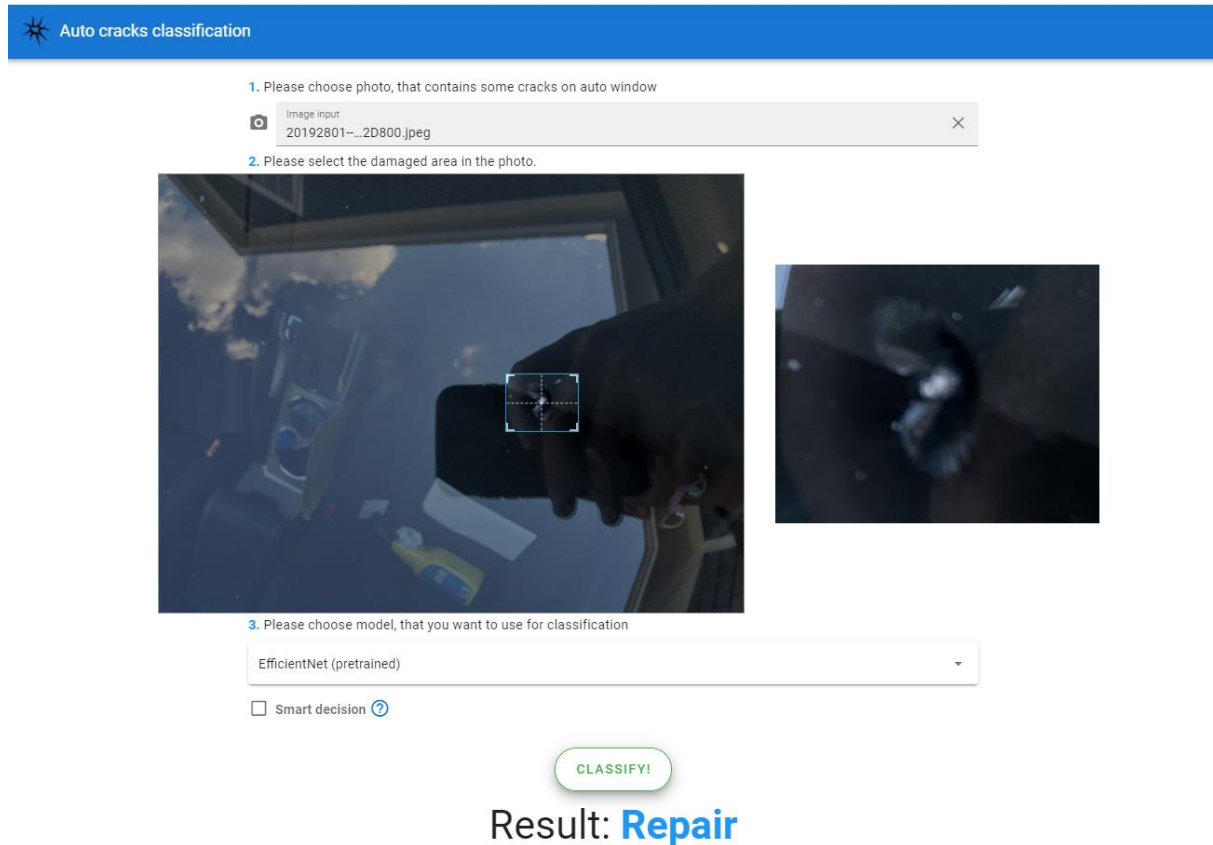 Auto cracks classification
1. Please choose photo, that contains some cracks on auto window
Image input
20192801--...2D800.jpeg
2. Please select the damaged area in the photo.
3. Please choose model, that you want to use for classification
EfficientNet (pretrained)
Smart decision ?
CLASSIFY!
Result: Repair